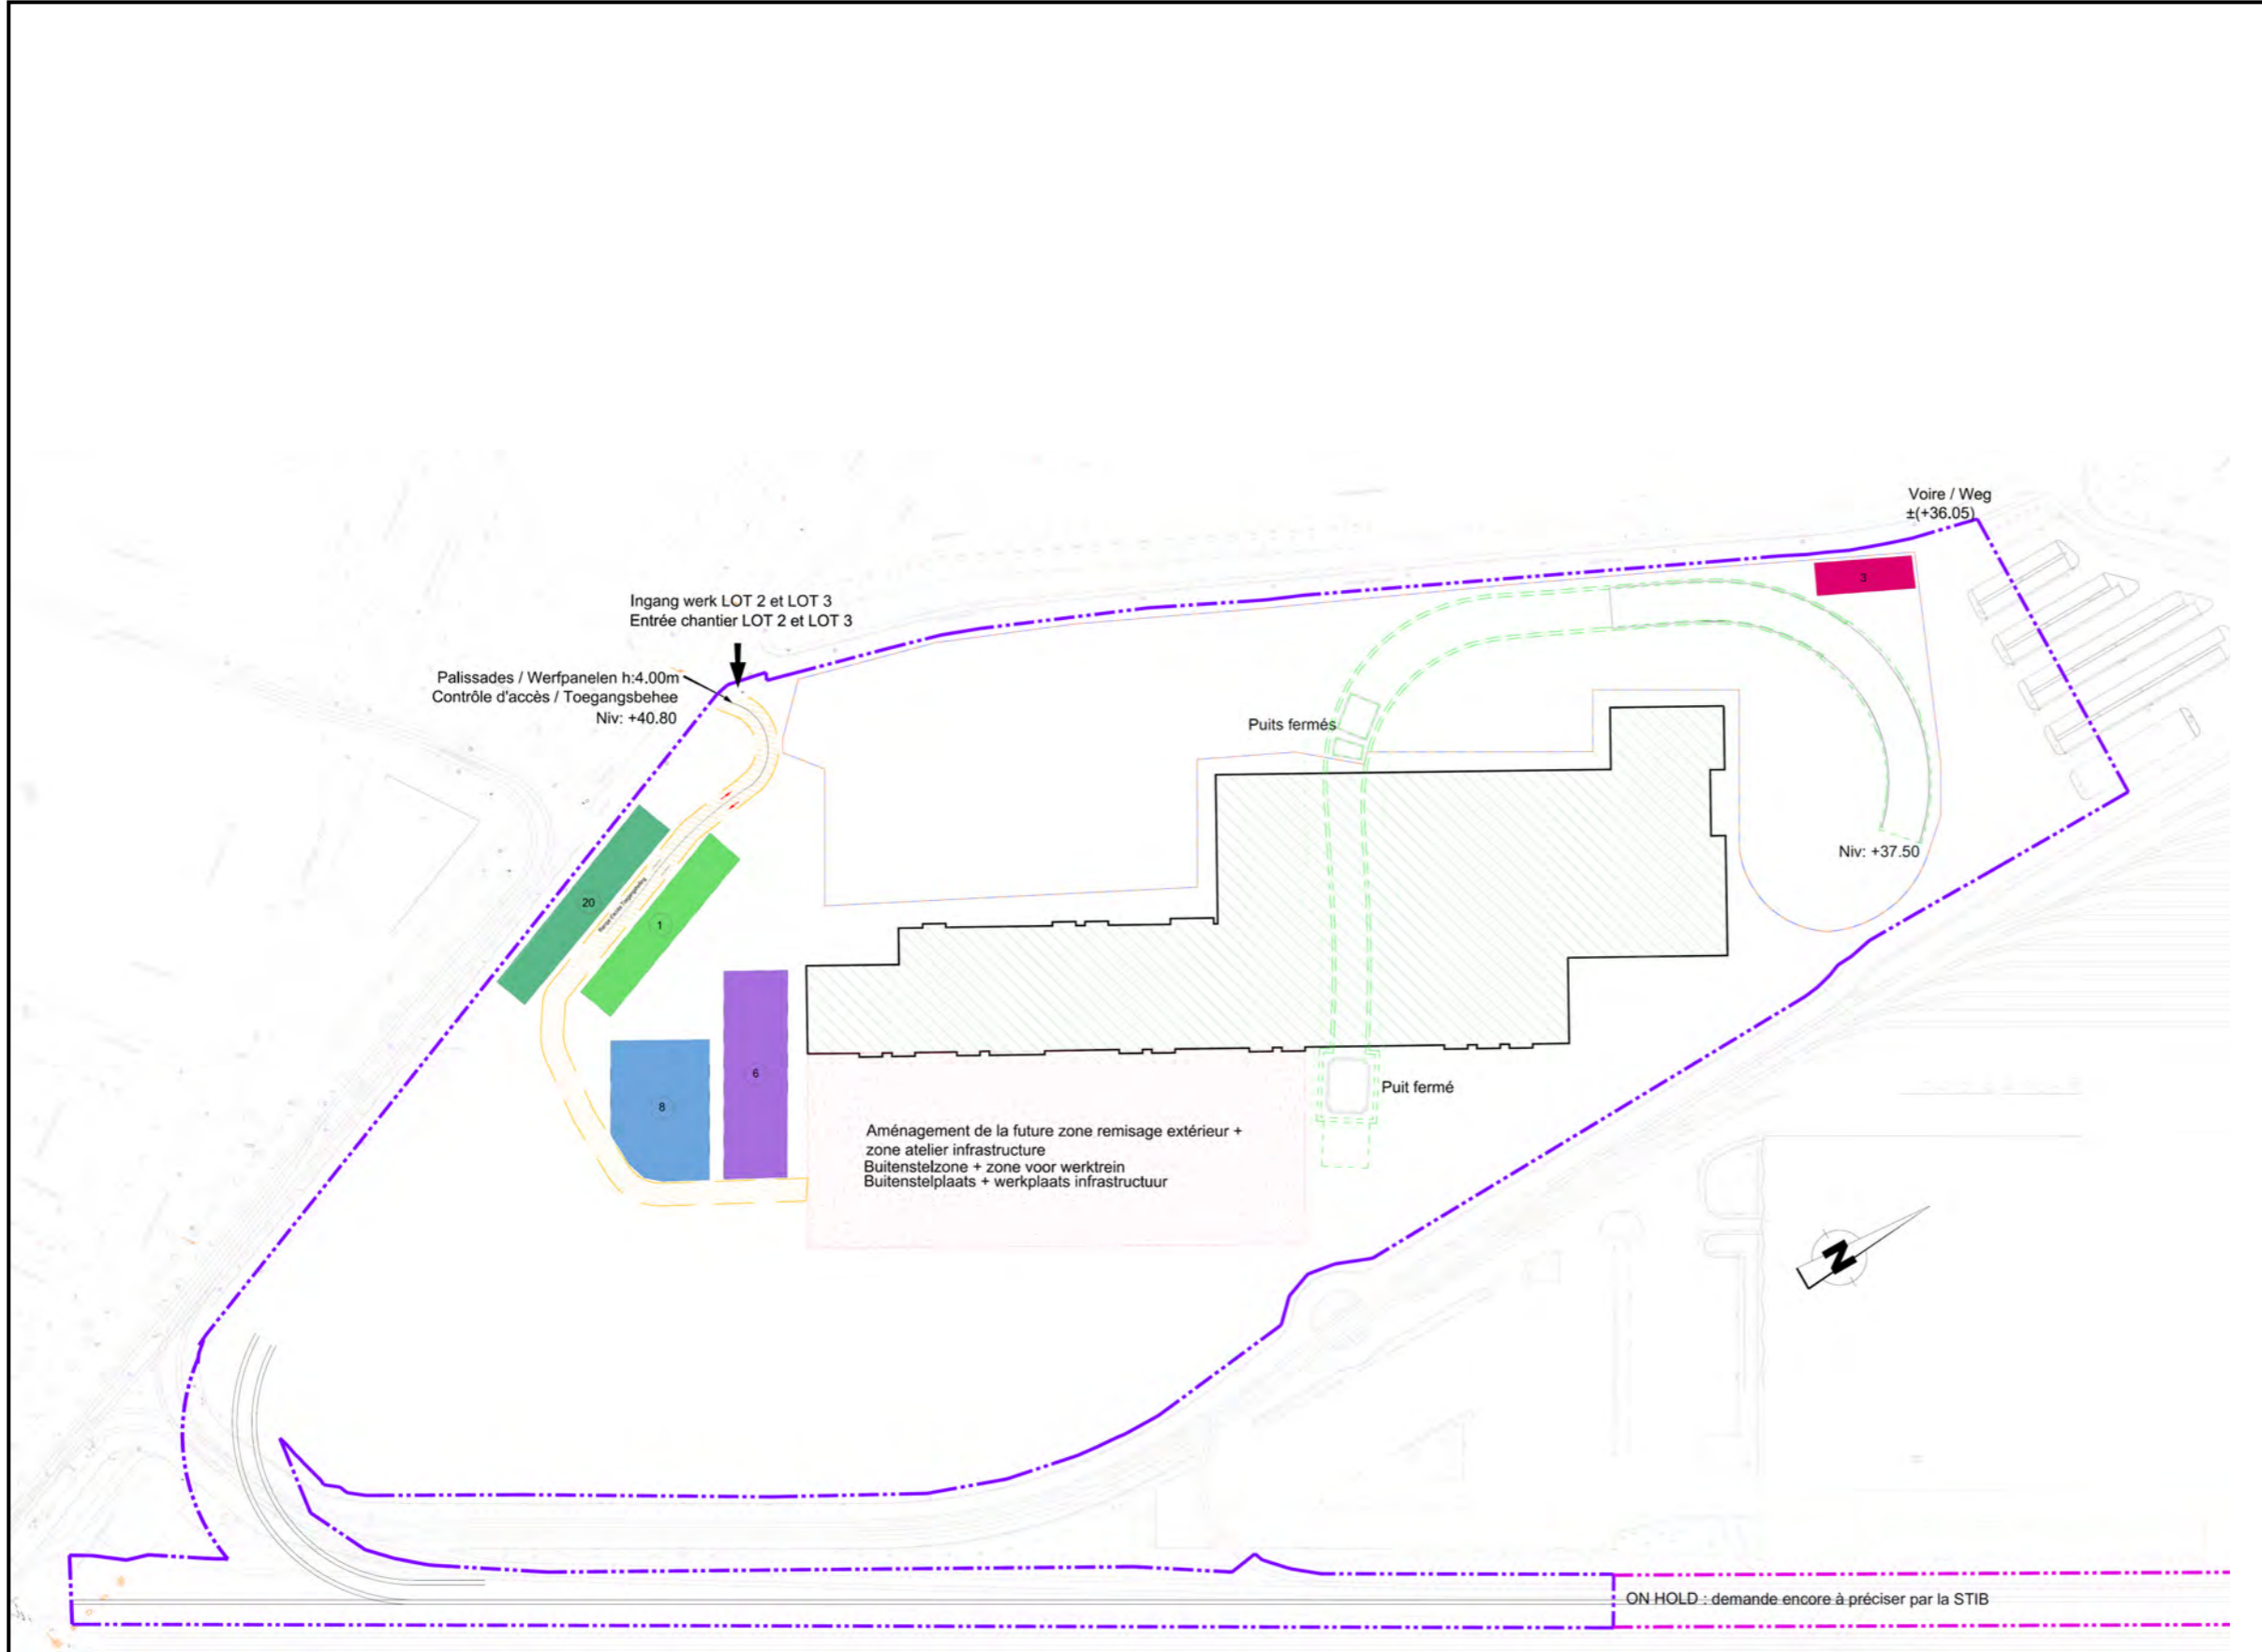 Voire / Weg
±(+36.05)
3
Ingang werk LOT 2 et LOT 3
Entrée chantier LOT 2 et LOT 3
Palissades / Werfpanelen h:4.00m
Contrôle d'accès / Toegangsbehee
Niv: +40.80
Puits fermés
Niv: +37.50
20
1
6
8
Puit fermé
Aménagement de la future zone remisage extérieur +
zone atelier infrastructure
Buitenstelzone + zone voor werktrein
Buitenstelplaats + werkplaats infrastructuur
N
ON HOLD : demande encore à préciser par la STIB